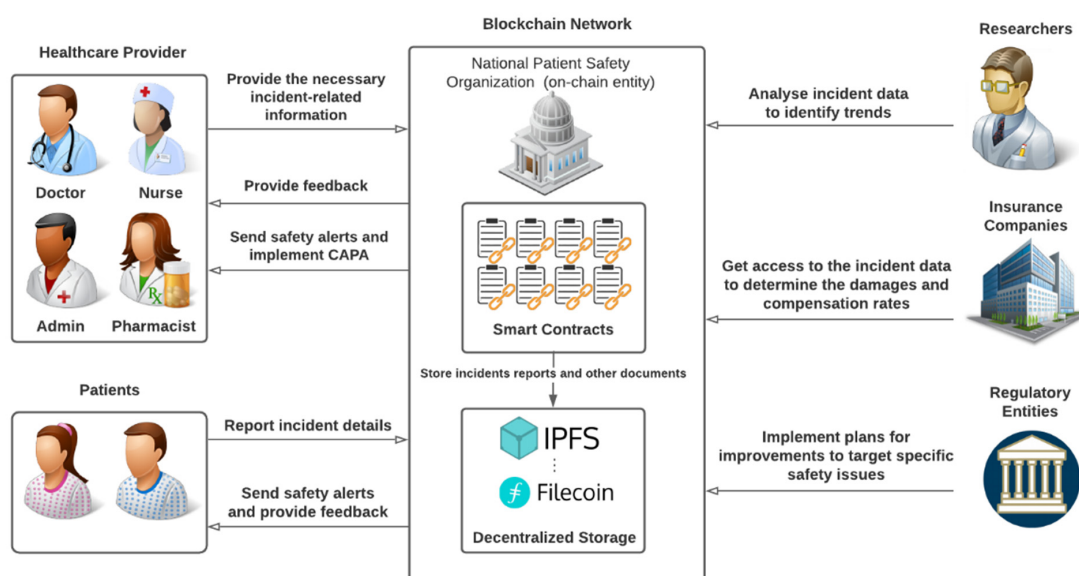 Blockchain Network
Healthcare Provider
Doctor
Nurse
Admin
Pharmacist
Rx
Patients
Provide the necessary
incident-related
information
Provide feedback
Send safety alerts and
implement CAPA
Report incident details
Send safety alerts
and provide feedback
National Patient Safety
Organization (on-chain entity)
Smart Contracts
Store incidents reports and other documents
IPFS
Filecoin
Decentralized Storage
Researchers
Analyse incident data
to identify trends
Insurance
Companies
Get access to the incident data
to determine the damages and
compensation rates
Regulatory
Entities
Implement plans for
improvements to target specific
safety issues